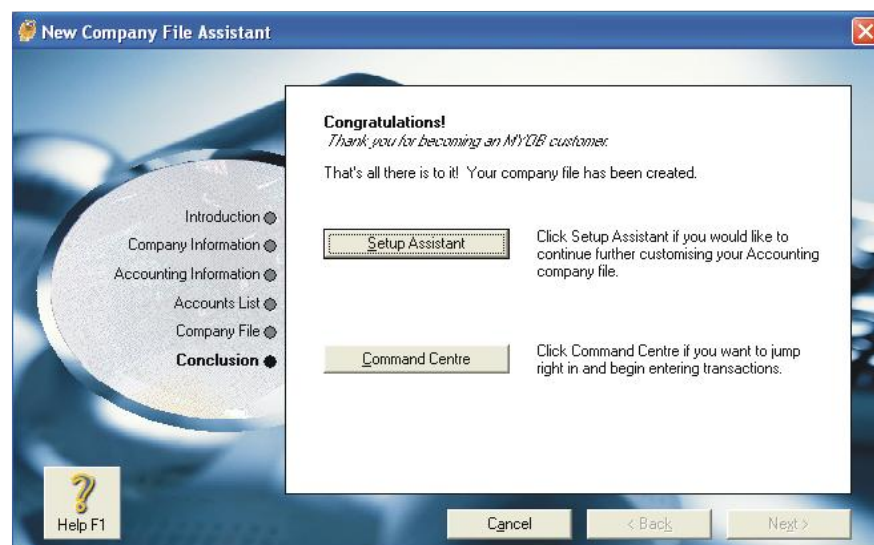 New Company File Assistant
Congratulations!
Thank you for becoming an MYOB customer.
That's all there is to it! Your company file has been created.
Introduction
Company Information
Accounting Information
Accounts List
Company File
Conclusion
Setup Assistant
Click Setup Assistant if you would like to
continue further customising your Accounting
company file.
Command Centre
Click Command Centre if you want to jump
right in and begin entering transactions.
?
Help F1
Cancel
< Back
Next >